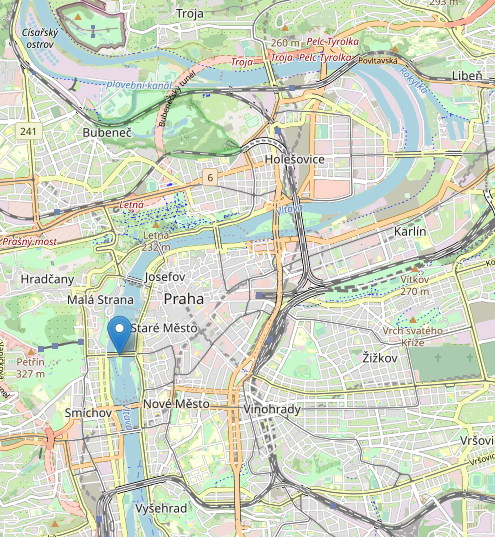 293 m
Troja
Císařský
ostrov
260 m
Pelc-Tyrolka
Troja
Troja
Pelc-Tyrolka
Povltavská
Libeň
plavební kanál
Rokytka
Bubenečský tunel
241
Bubeneč
Holešovice
6
Letná
Vltava
Prašný most
Letná
232 m
Karlín
Hradčany
Josefov
Vítkov
270 m
Malá Strana
Praha
Staré Město
Vrch svatého
Kříže
Žižkov
Petřín
327 m
Smíchov
Nové Město
Vinohrady
Vršovi
Vršovic
Vyšehrad